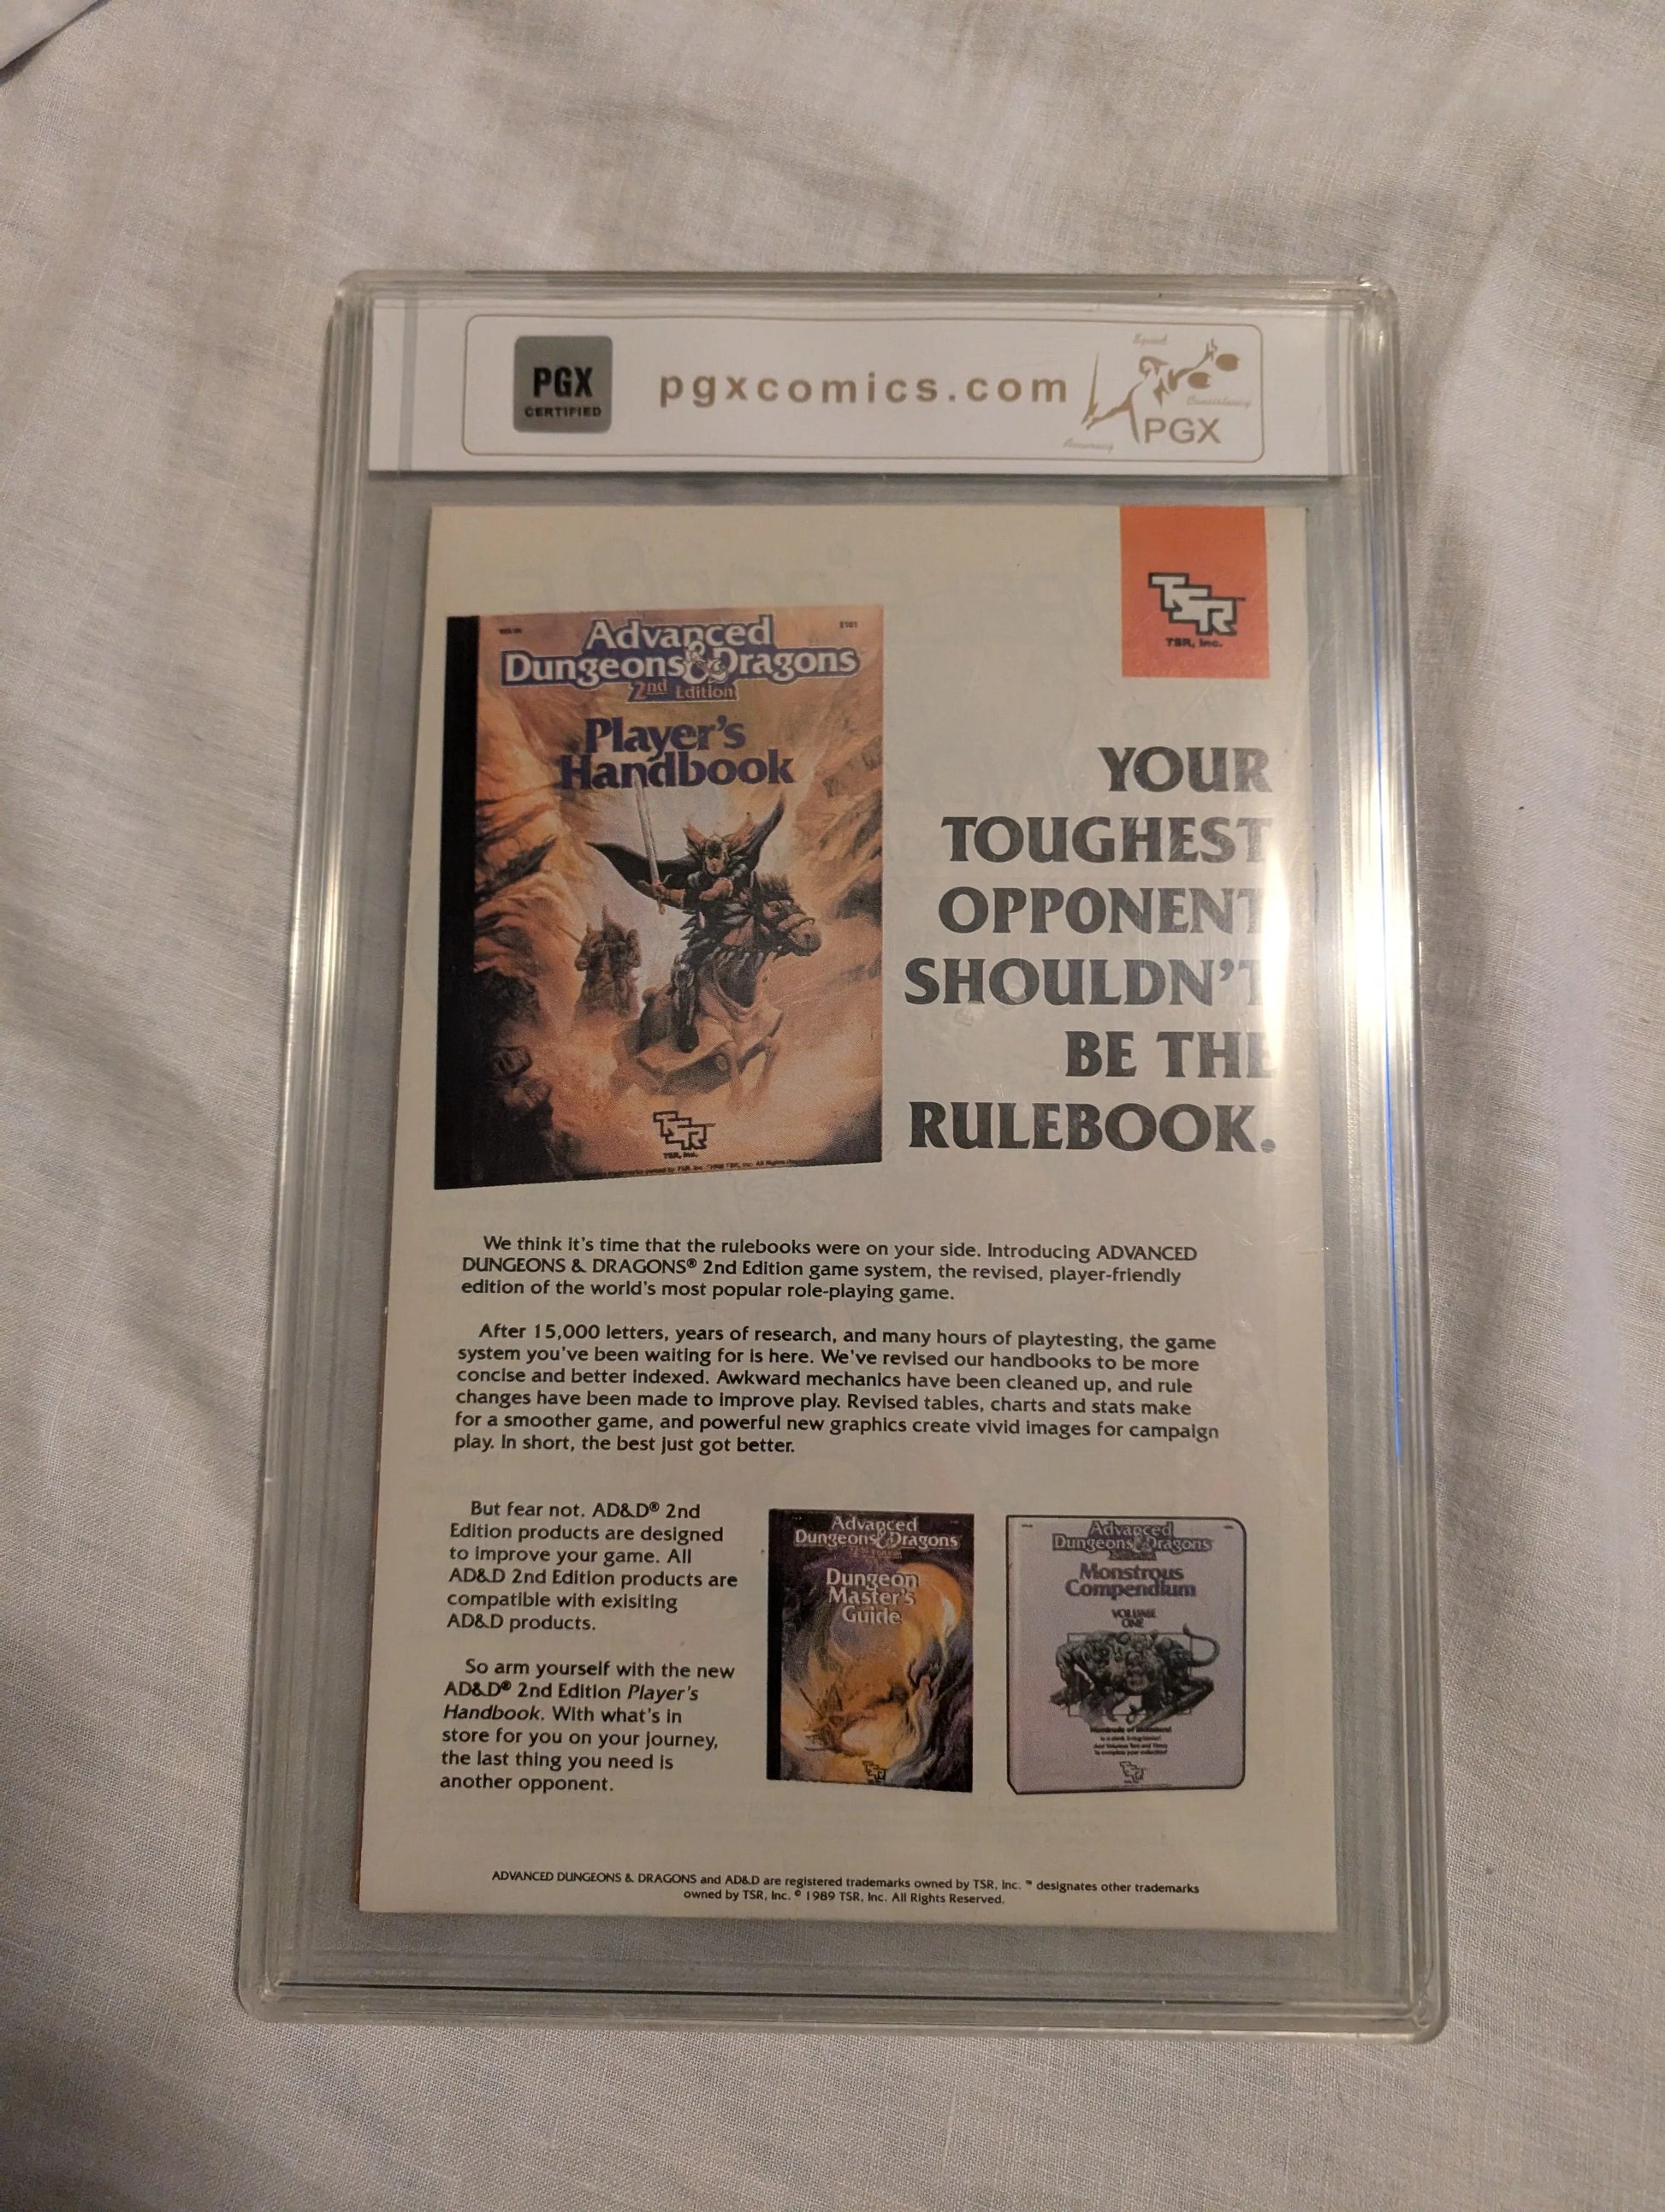 PGX
CERTIFIED
pgxcomics.com
PGX
TSR
TSR, Inc.
Advanced
Dungeons & Dragons
2nd Edition
Player's
Handbook
TSR
TSR, Inc.
YOUR
TOUGHEST
OPPONENT
SHOULDN'T
BE THE
RULEBOOK.
We think it's time that the rulebooks were on your side. Introducing ADVANCED
DUNGEONS & DRAGONS® 2nd Edition game system, the revised, player-friendly
edition of the world's most popular role-playing game.
After 15,000 letters, years of research, and many hours of playtesting, the game
system you've been waiting for is here. We've revised our handbooks to be more
concise and better indexed. Awkward mechanics have been cleaned up, and rule
changes have been made to improve play. Revised tables, charts and stats make
for a smoother game, and powerful new graphics create vivid images for campaign
play. In short, the best just got better.
But fear not. AD&D® 2nd
Edition products are designed
to improve your game. All
AD&D 2nd Edition products are
compatible with exisiting
AD&D products.
So arm yourself with the new
AD&D® 2nd Edition Player's
Handbook. With what's in
store for you on your journey,
the last thing you need is
another opponent.
Advanced
Dungeons & Dragons
Dungeon
Master's
Guide
TSR
Advanced
Dungeons & Dragons
Monstrous
Compendium
VOLUME
ONE
TSR
ADVANCED DUNGEONS & DRAGONS and AD&D are registered trademarks owned by TSR, Inc. ™ designates other trademarks
owned by TSR, Inc. © 1989 TSR, Inc. All Rights Reserved.